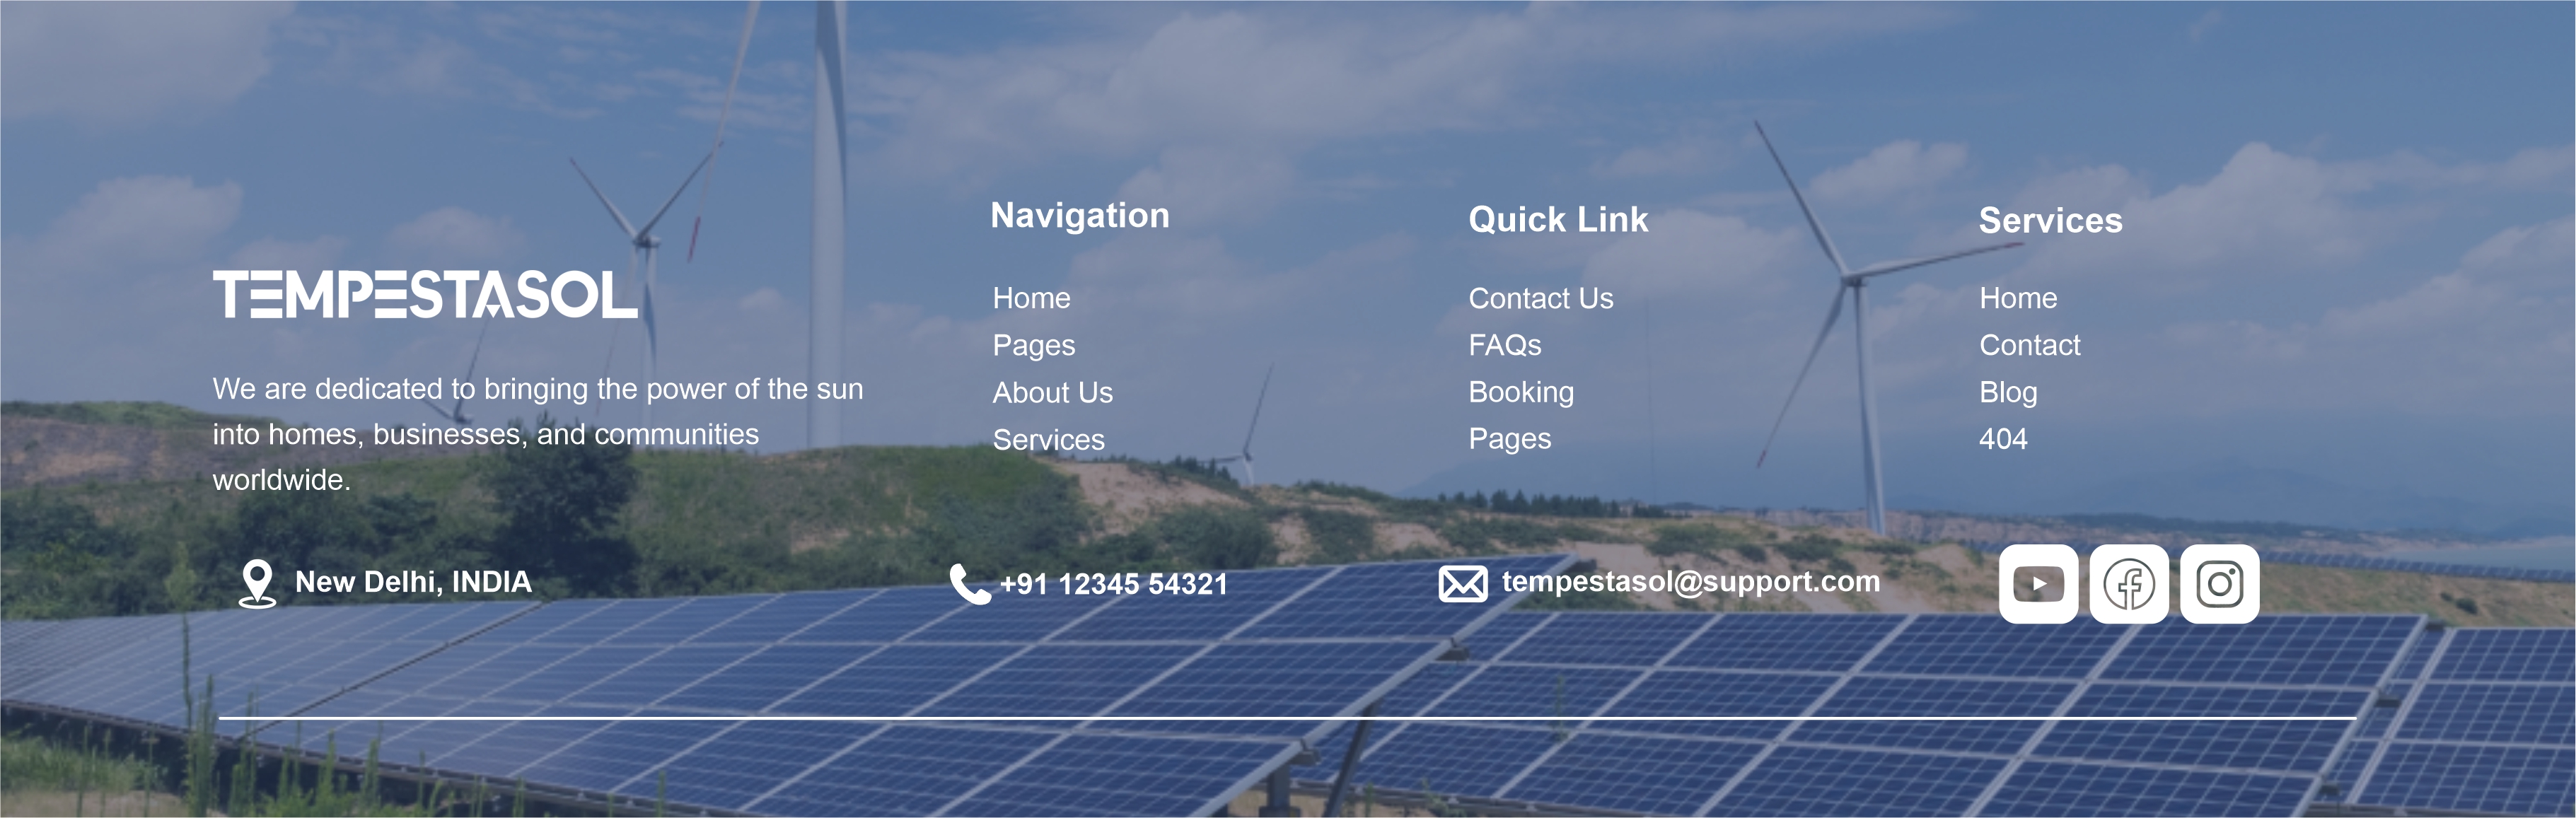 TEMPESTASOL
We are dedicated to bringing the power of the sun
into homes, businesses, and communities
worldwide.
Navigation
Home
Pages
About Us
Services
Quick Link
Contact Us
FAQs
Booking
Pages
Services
Home
Contact
Blog
404
New Delhi, INDIA
+91 12345 54321
tempestasol@support.com